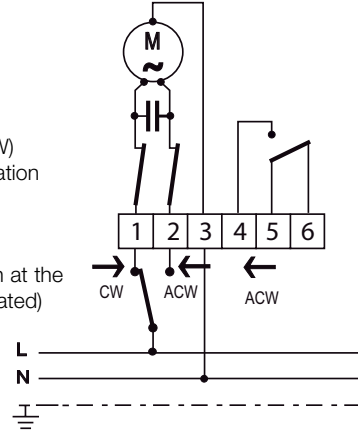 M
~
W)
ation
1 2 3 4 5 6
n at the
ated)
CW ACW ACW
L
N